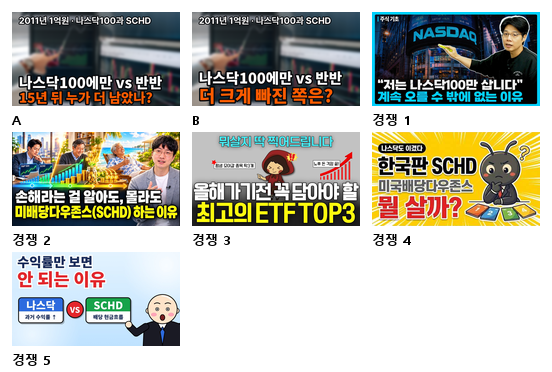 2011년 1억원 · 나스닥100과 SCHD
나스닥100에만 vs 반반
15년 뒤 누가 더 남았나?
A
2011년 1억원 · 나스닥100과 SCHD
나스닥100에만 vs 반반
더 크게 빠진 쪽은?
B
주식 기초
NASDAQ
“저는 나스닥100만 삽니다”
계속 오를 수 밖에 없는 이유
경쟁 1
손해라는 걸 알아도, 몰라도
미배당다우존스(SCHD) 하는 이유
경쟁 2
뭐살지 딱 찍어드립니다
올해가기전 꼭 담아야 할
최고의 ETF TOP3
경쟁 3
나스닥도 이겼다
한국판 SCHD
미국배당다우존스
뭘 살까?
1
2
3
4
경쟁 4
수익률만 보면
안 되는 이유
나스닥
과거 수익률 ↑
VS
SCHD
배당 현금흐름
경쟁 5